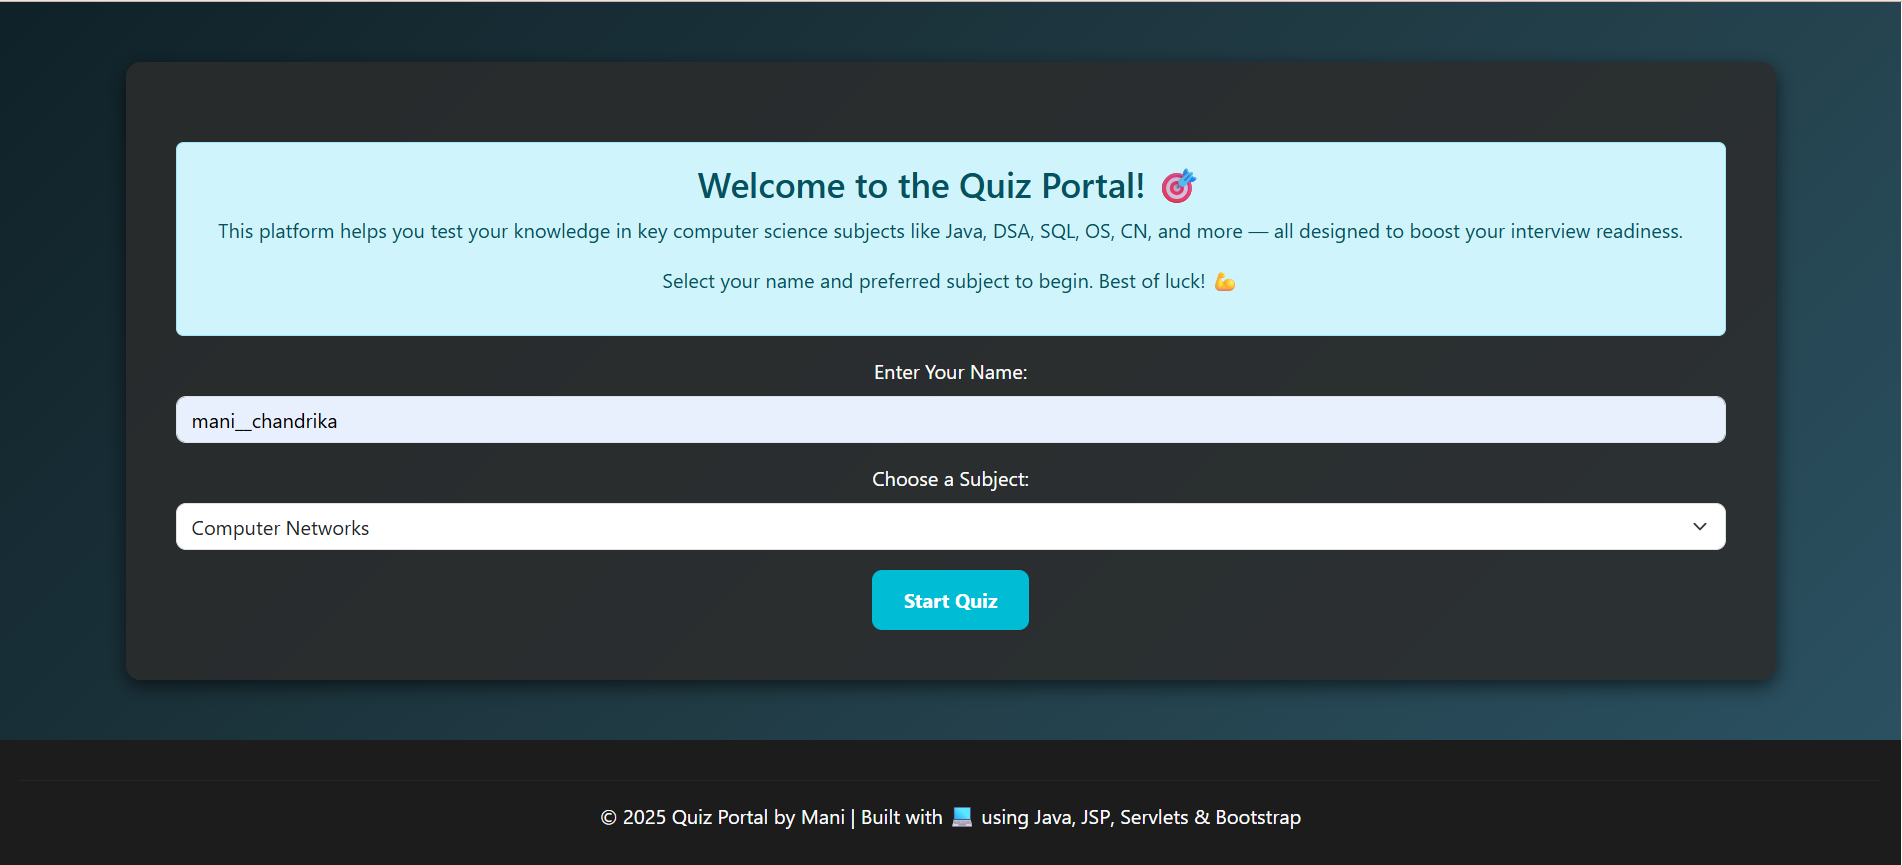 Welcome to the Quiz Portal! 🎯
This platform helps you test your knowledge in key computer science subjects like Java, DSA, SQL, OS, CN, and more — all designed to boost your interview readiness.
Select your name and preferred subject to begin. Best of luck! 💪
Enter Your Name:
mani__chandrika
Choose a Subject:
Computer Networks
Start Quiz
© 2025 Quiz Portal by Mani | Built with 💻 using Java, JSP, Servlets & Bootstrap